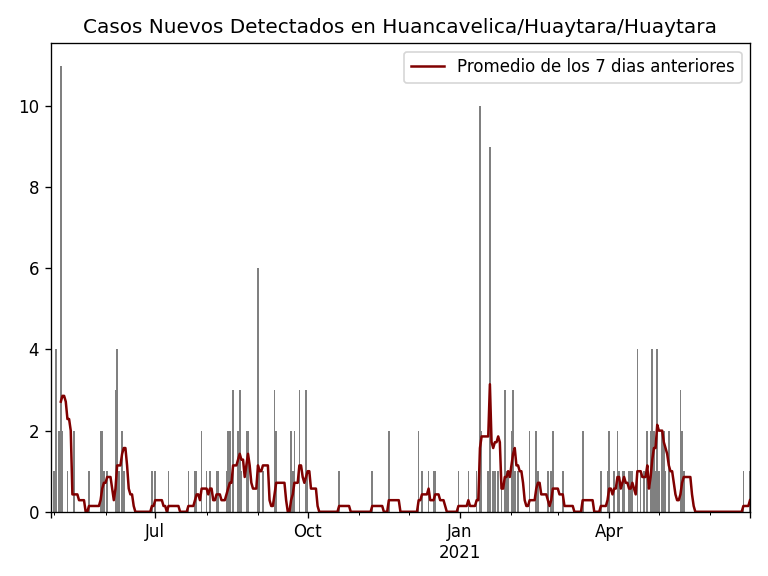 Casos Nuevos Detectados en Huancavelica/Huaytara/Huaytara
Promedio de los 7 dias anteriores
10
8
6
4
2
0
Jul
Oct
Jan
2021
Apr